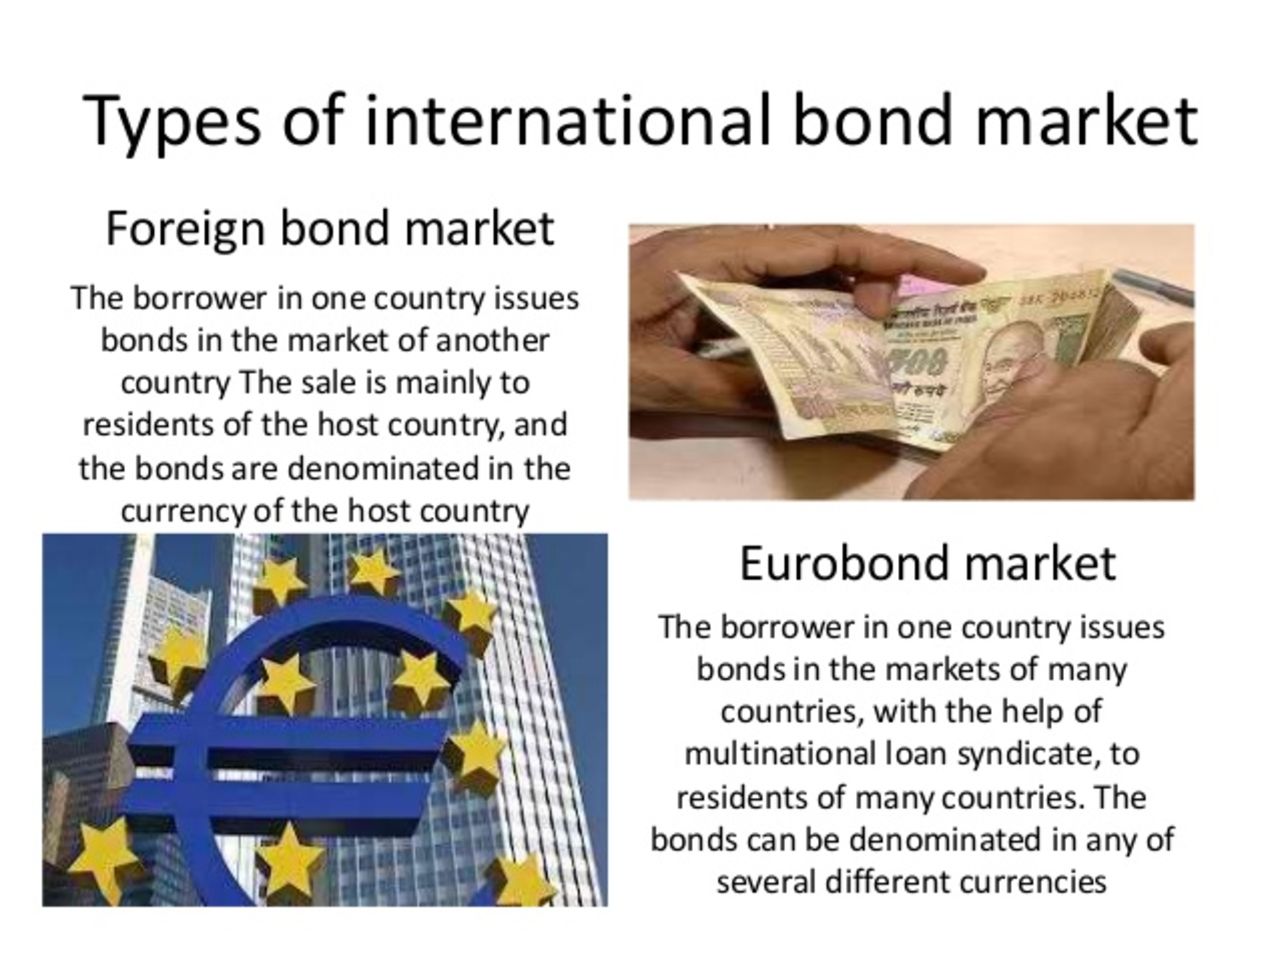 Types of international bond market
Foreign bond market
The borrower in one country issues
bonds in the market of another
country The sale is mainly to
residents of the host country, and
the bonds are denominated in the
currency of the host country
Eurobond market
The borrower in one country issues
bonds in the markets of many
countries, with the help of
multinational loan syndicate, to
residents of many countries. The
bonds can be denominated in any of
several different currencies